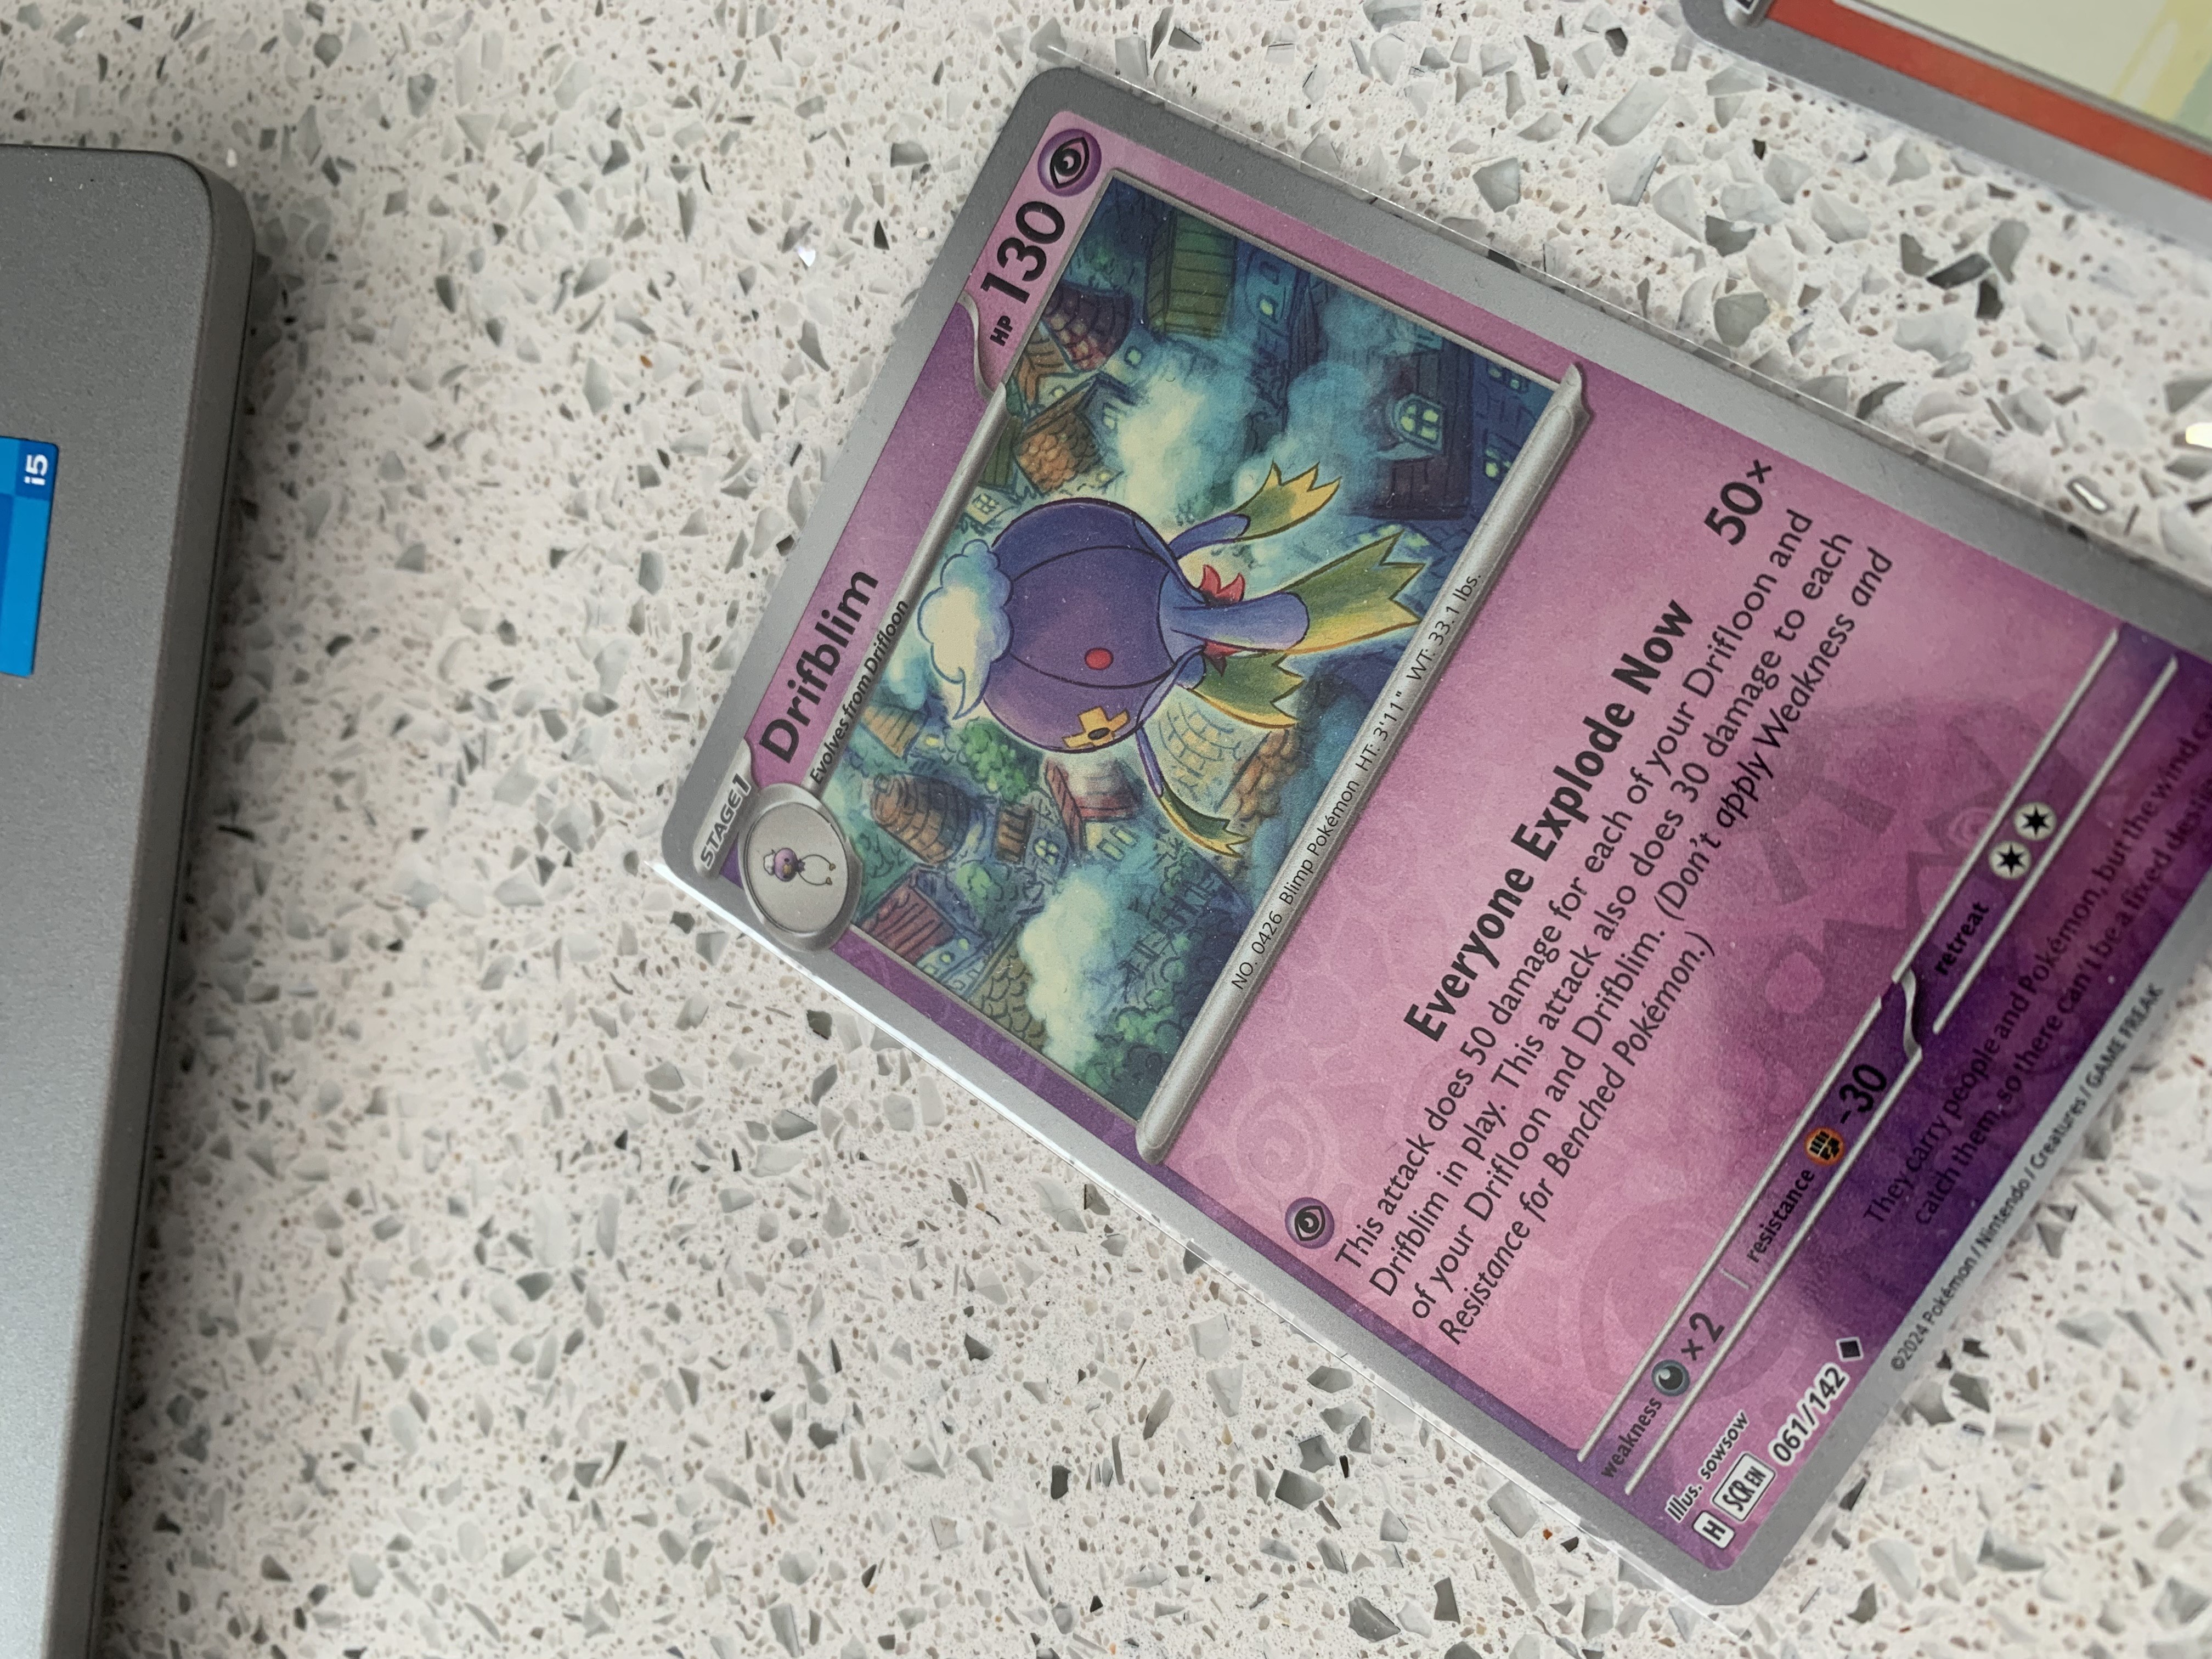 i5
STAGE 1
Drifblim
Evolves from Drifloon
HP 130
NO. 0426 Blimp Pokémon HT: 3'11" WT: 33.1 lbs.
Everyone Explode Now 50×
This attack does 50 damage for each of your Drifloon and
Drifblim in play. This attack also does 30 damage to each
of your Drifloon and Drifblim. (Don't apply Weakness and
Resistance for Benched Pokémon.)
weakness ×2 resistance -30
retreat
Illus. sowsow
H SCR EN 061/142
They carry people and Pokémon, but the wind can
catch them, so there can't be a fixed
©2024 Pokémon / Nintendo / Creatures / GAME FREAK